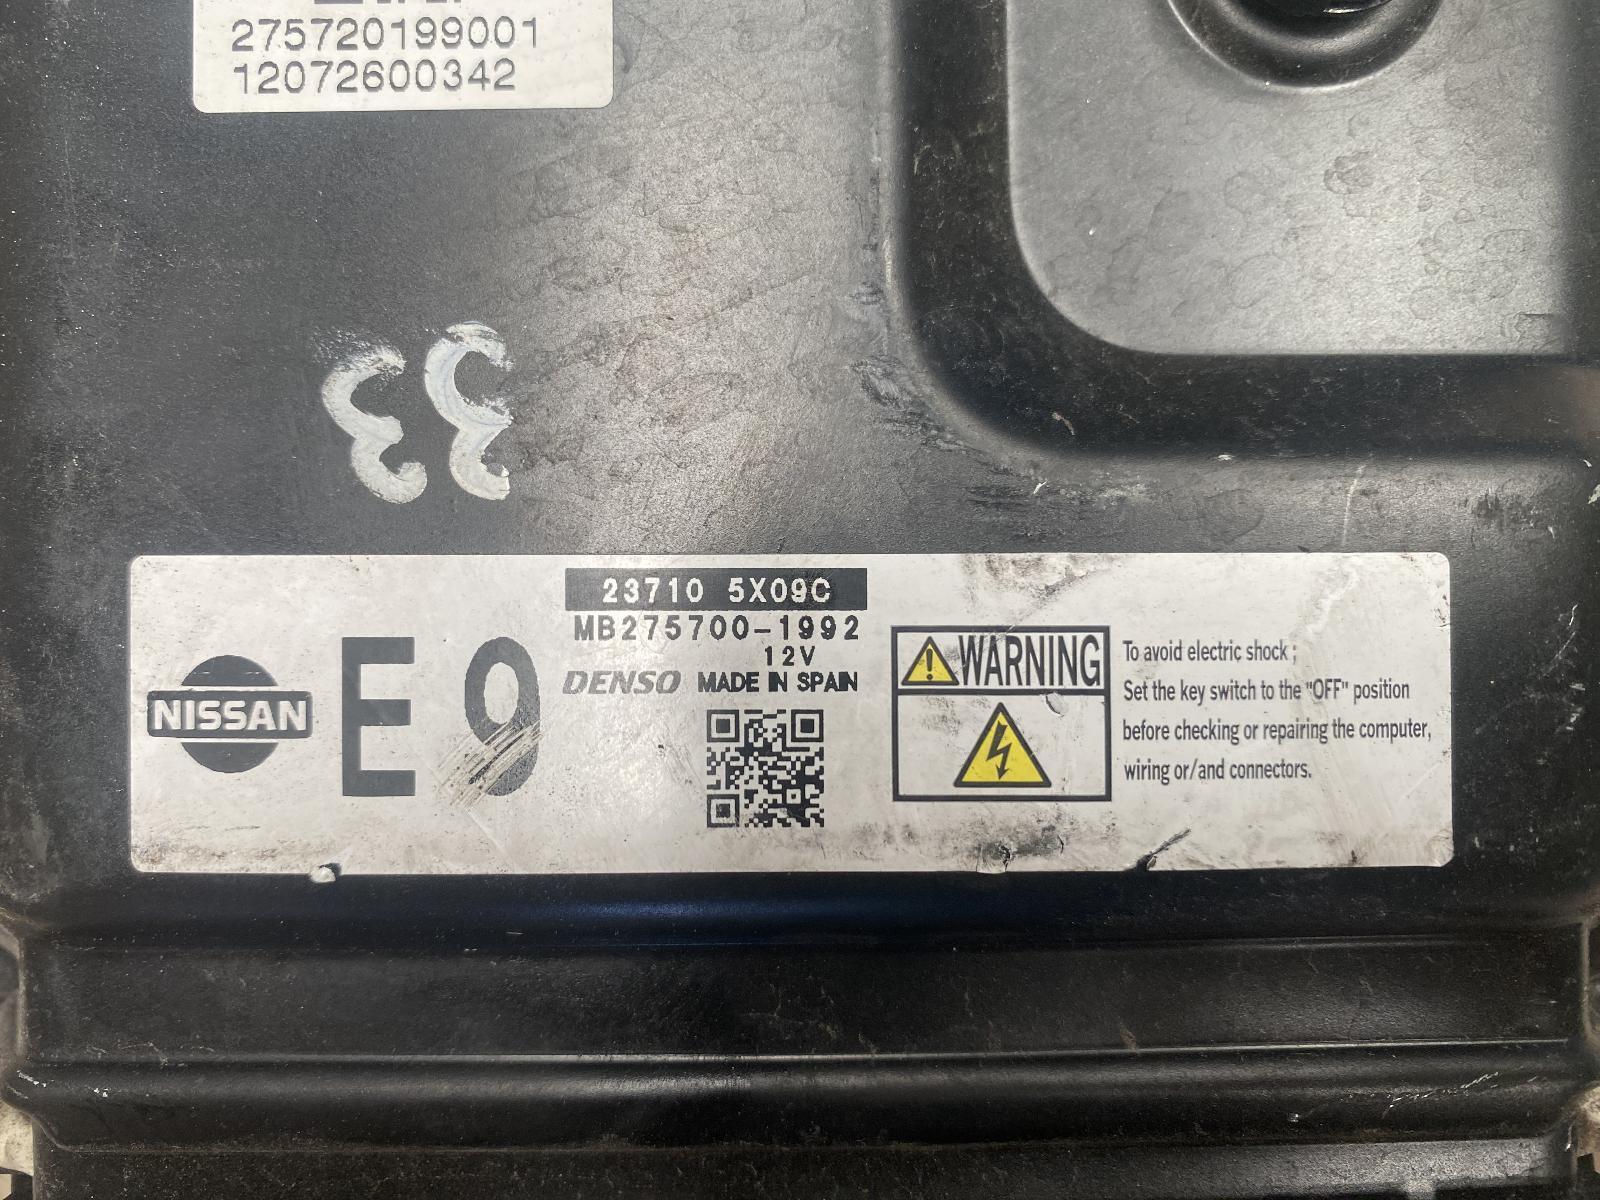 275720199001
12072600342
33
23710 5X09C
MB275700-1992
12V
DENSO MADE IN SPAIN
NISSAN
E9
WARNING
To avoid electric shock ;
Set the key switch to the "OFF" position
before checking or repairing the computer,
wiring or/and connectors.